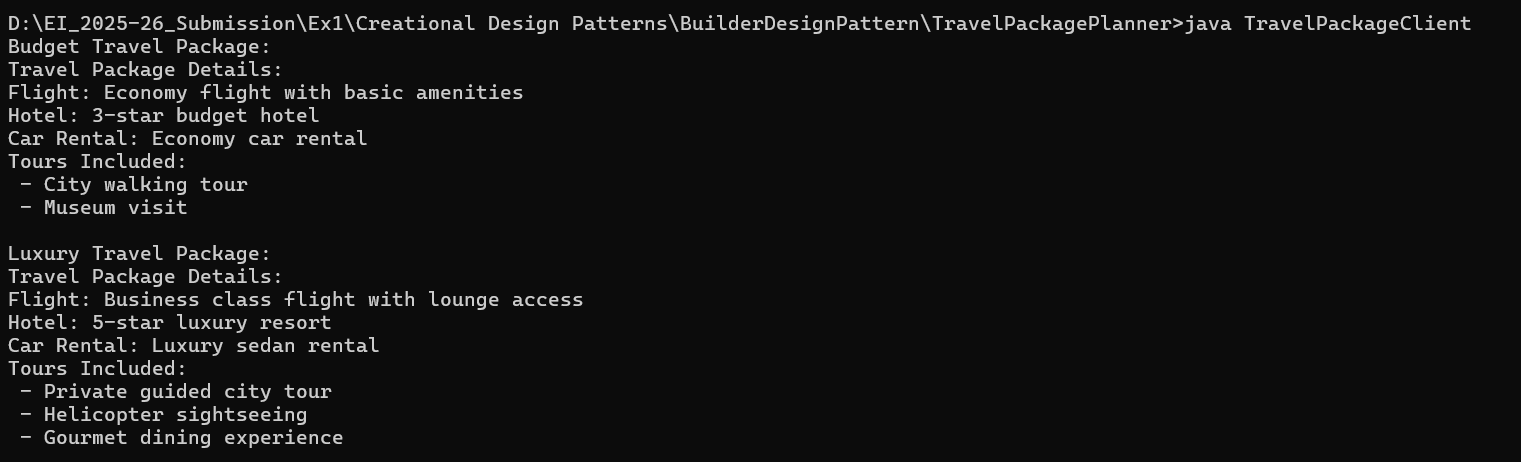 D:\EI_2025-26_Submission\Ex1\Creational Design Patterns\BuilderDesignPattern\TravelPackagePlanner>java TravelPackageClient
Budget Travel Package:
Travel Package Details:
Flight: Economy flight with basic amenities
Hotel: 3-star budget hotel
Car Rental: Economy car rental
Tours Included:
 - City walking tour
 - Museum visit

Luxury Travel Package:
Travel Package Details:
Flight: Business class flight with lounge access
Hotel: 5-star luxury resort
Car Rental: Luxury sedan rental
Tours Included:
 - Private guided city tour
 - Helicopter sightseeing
 - Gourmet dining experience